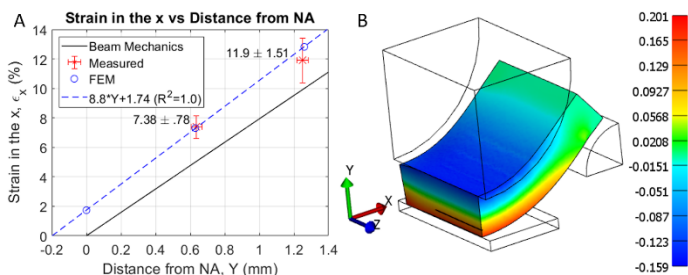 A
Strain in the x vs Distance from NA
Strain in the x, ϵx (%)
14
12
10
8
6
4
2
0
Beam Mechanics
Measured
FEM
8.8*Y+1.74 (R²=1.0)
11.9 ± 1.51
7.38 ± .78
-0.2 0 0.2 0.4 0.6 0.8 1 1.2 1.4
Distance from NA, Y (mm)
B
Y
X
Z
0.201
0.165
0.129
0.0927
0.0567
0.0208
-0.0151
-0.051
-0.087
-0.123
-0.159